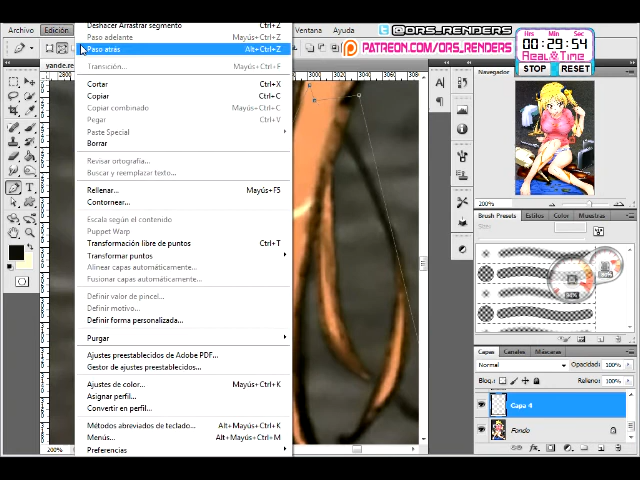 Archivo
Edición
Ventana
Ayuda
@ORS_RENDERS
PATREON.COM/ORS_RENDERS
Hrs
Min
Sec
00:29:54
Real & Time
STOP
RESET
Deshacer Arrastrar segmento
Ctrl+Z
Paso adelante
Mayús+Ctrl+Z
Paso atrás
Alt+Ctrl+Z
Transición...
Mayús+Ctrl+F
Cortar
Ctrl+X
Copiar
Ctrl+C
Copiar combinado
Mayús+Ctrl+C
Pegar
Ctrl+V
Paste Special
Borrar
Revisar ortografía...
Buscar y reemplazar texto...
Rellenar...
Mayús+F5
Contornear...
Escala según el contenido
Puppet Warp
Transformación libre de puntos
Ctrl+T
Transformar puntos
Alinear capas automáticamente...
Fusionar capas automáticamente...
Definir valor de pincel...
Definir motivo...
Definir forma personalizada...
Purgar
Ajustes preestablecidos de Adobe PDF...
Gestor de ajustes preestablecidos...
Ajustes de color...
Mayús+Ctrl+K
Asignar perfil...
Convertir en perfil...
Métodos abreviados de teclado...
Alt+Mayús+Ctrl+K
Menús...
Alt+Mayús+Ctrl+M
Preferencias
yande.re
2800
3000
3050
3100
3150
200%
Navegador
200%
Brush Presets
Estilos
Color
Muestras
Size:
Capas
Canales
Máscaras
Normal
Opacidad:
100%
Bloq.:
Relleno:
100%
Capa 4
Fondo